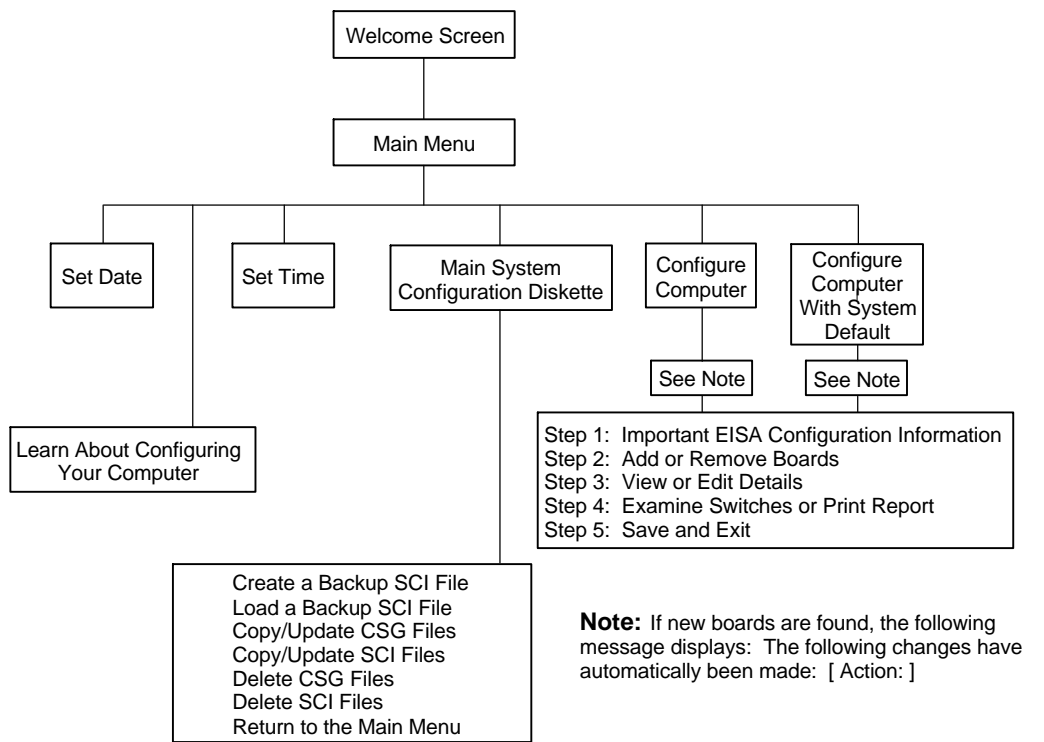 Welcome Screen
Main Menu
Set Date
Set Time
Main System
Configuration Diskette
Configure
Computer
Configure
Computer
With System
Default
See Note
See Note
Learn About Configuring
Your Computer
Step 1: Important EISA Configuration Information
Step 2: Add or Remove Boards
Step 3: View or Edit Details
Step 4: Examine Switches or Print Report
Step 5: Save and Exit
Create a Backup SCI File
Load a Backup SCI File
Copy/Update CSG Files
Copy/Update SCI Files
Delete CSG Files
Delete SCI Files
Return to the Main Menu
Note: If new boards are found, the following
message displays: The following changes have
automatically been made: [ Action: ]